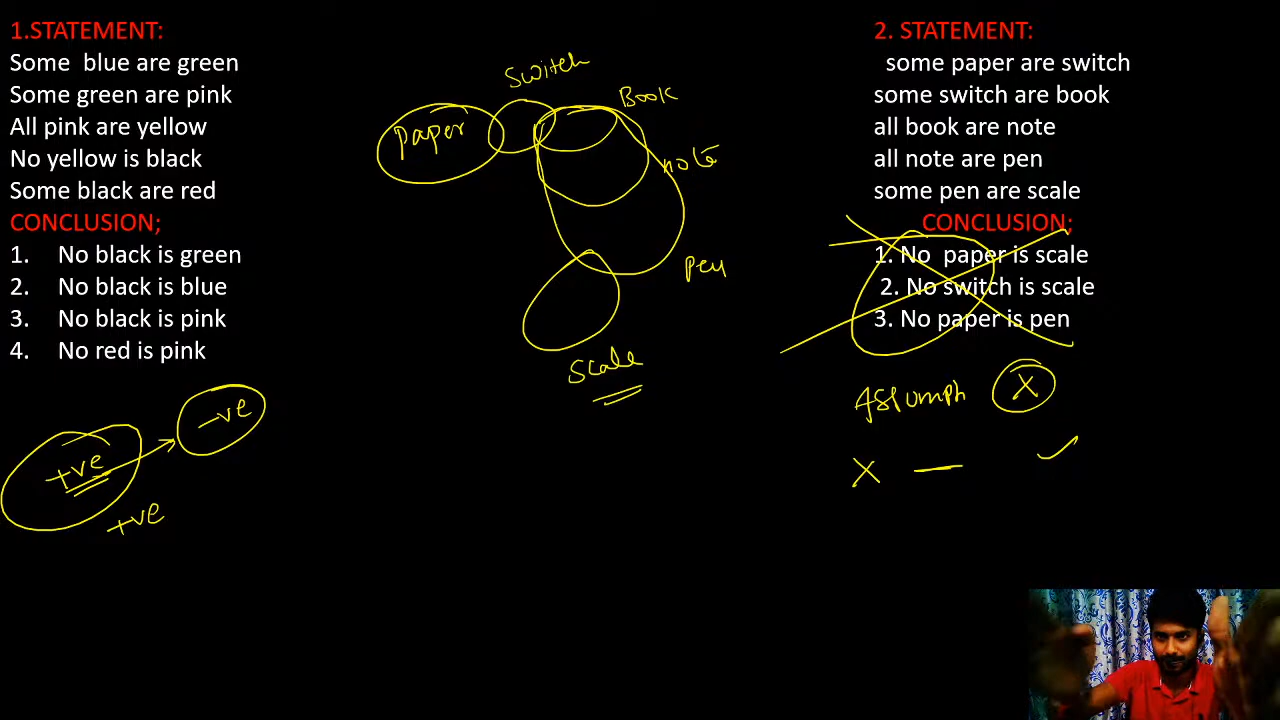 1.STATEMENT:
Some blue are green
Some green are pink
All pink are yellow
No yellow is black
Some black are red
CONCLUSION;
1. No black is green
2. No black is blue
3. No black is pink
4. No red is pink
-ve
+ve
+ve
Switch
Book
paper
note
pen
Scale
2. STATEMENT:
some paper are switch
some switch are book
all book are note
all note are pen
some pen are scale
CONCLUSION;
1. No paper is scale
2. No switch is scale
3. No paper is pen
X
X —